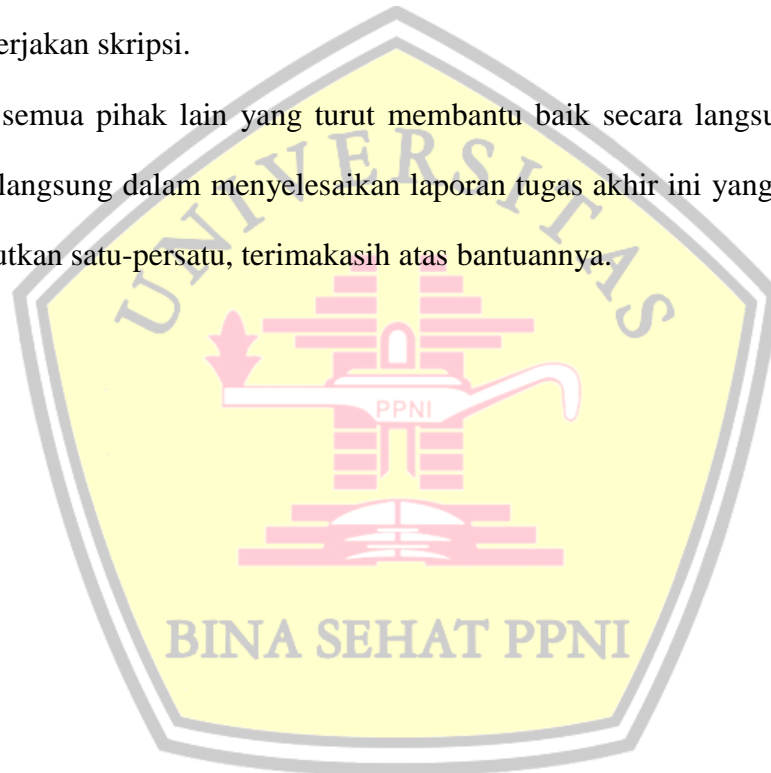 erjakan skripsi.
semua pihak lain yang turut membantu baik secara langsu
langsung dalam menyelesaikan laporan tugas akhir ini yang
utkan satu-persatu, terimakasih atas bantuannya.
UNIVERSITAS
PPNI
BINA SEHAT PPNI